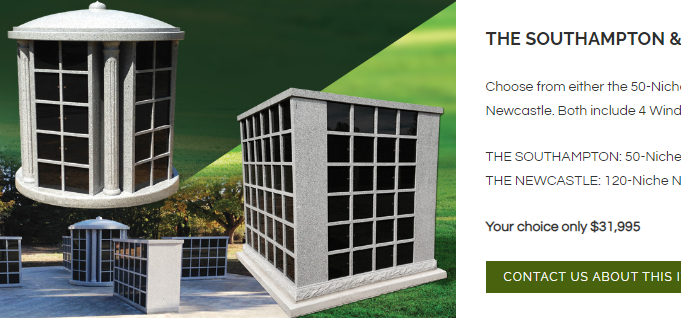 THE SOUTHAMPTON &
Choose from either the 50-Niche
Newcastle. Both include 4 Wind
THE SOUTHAMPTON: 50-Niche
THE NEWCASTLE: 120-Niche N
Your choice only $31,995
CONTACT US ABOUT THIS I